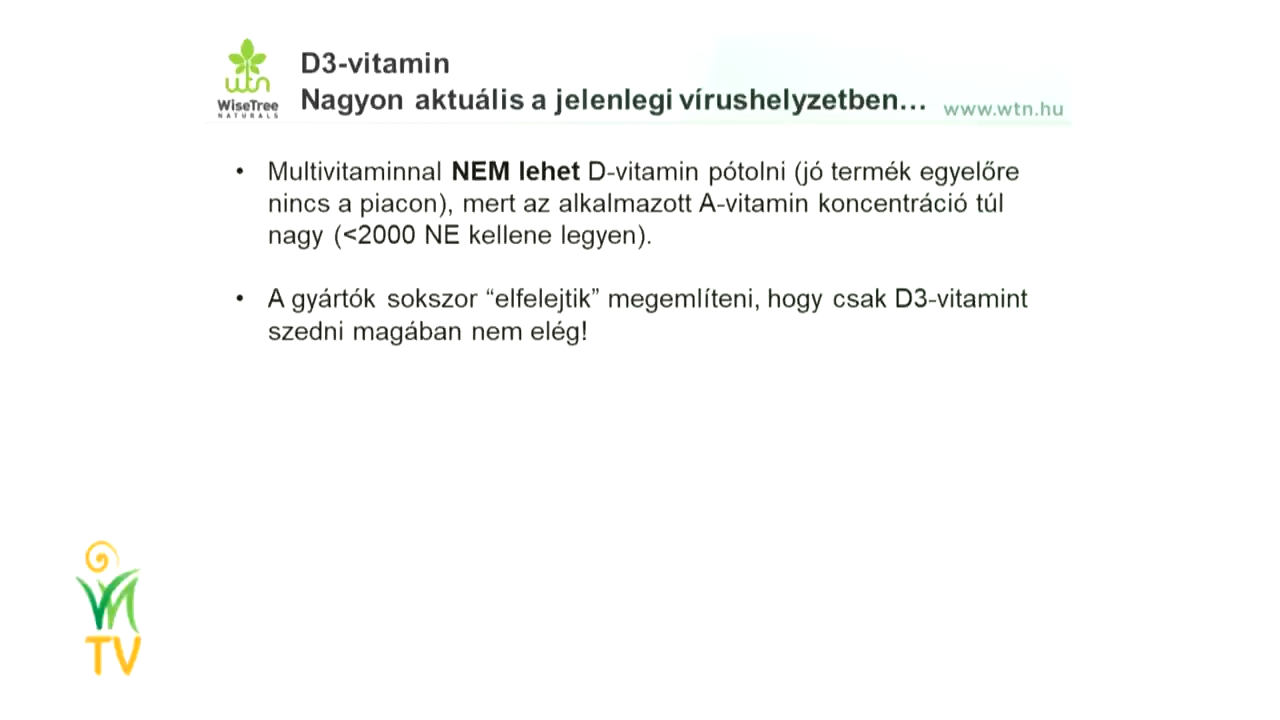 D3-vitamin
Nagyon aktuális a jelenlegi vírushelyzetben…
wtn
WiseTree
NATURALS
www.wtn.hu
• Multivitaminnal NEM lehet D-vitamin pótolni (jó termék egyelőre
nincs a piacon), mert az alkalmazott A-vitamin koncentráció túl
nagy (<2000 NE kellene legyen).
• A gyártók sokszor “elfelejtik” megemlíteni, hogy csak D3-vitamint
szedni magában nem elég!
TV